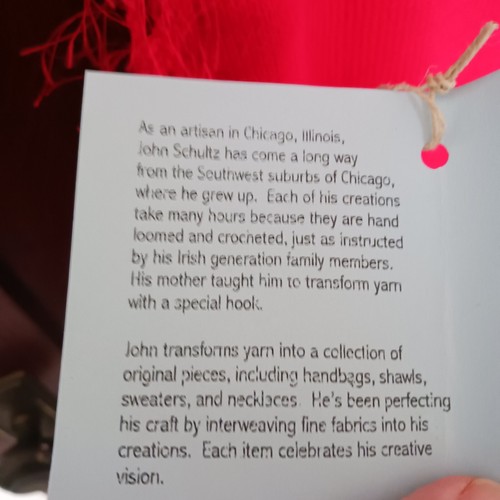 As an artisan in Chicago, Illinois,
John Schultz has come a long way
from the Southwest suburbs of Chicago,
where he grew up. Each of his creations
take many hours because they are hand
loomed and crocheted, just as instructed
by his Irish generation family members.
His mother taught him to transform yarn
with a special hook.
John transforms yarn into a collection of
original pieces, including handbags, shawls,
sweaters, and necklaces. He's been perfecting
his craft by interweaving fine fabrics into his
creations. Each item celebrates his creative
vision.